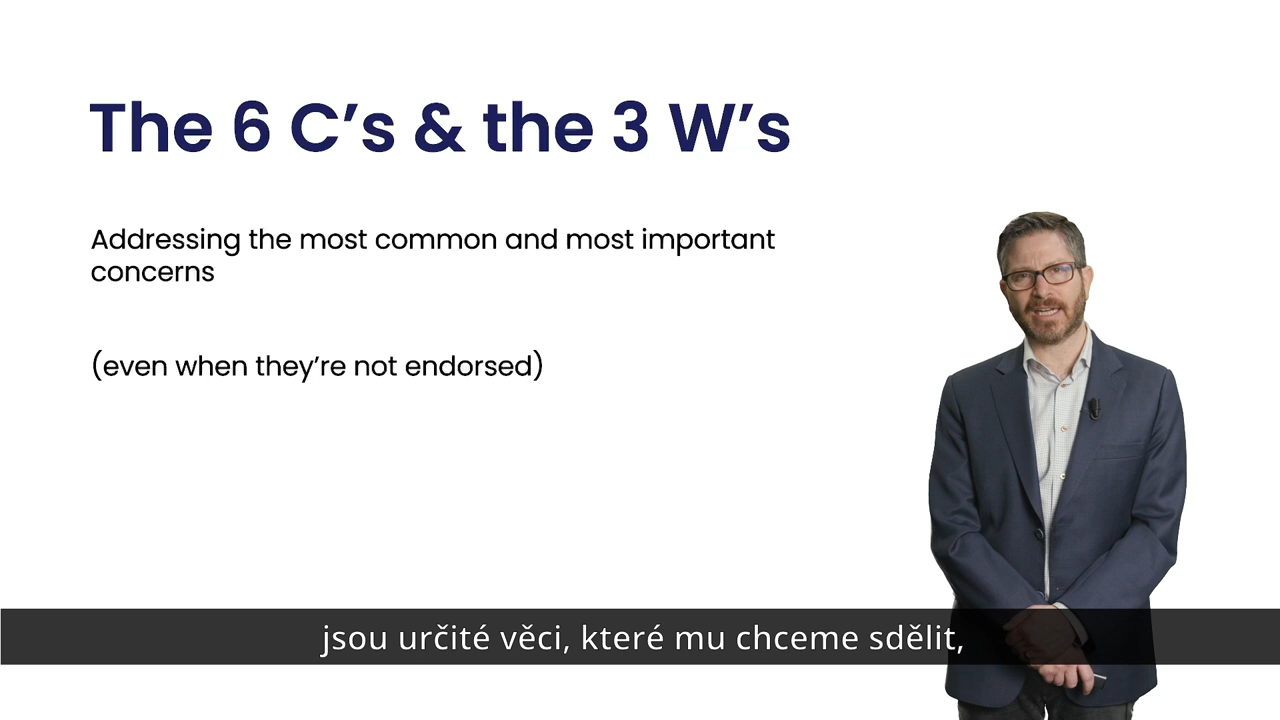 The 6 C’s & the 3 W’s
Addressing the most common and most important
concerns
(even when they’re not endorsed)
jsou určité věci, které mu chceme sdělit,